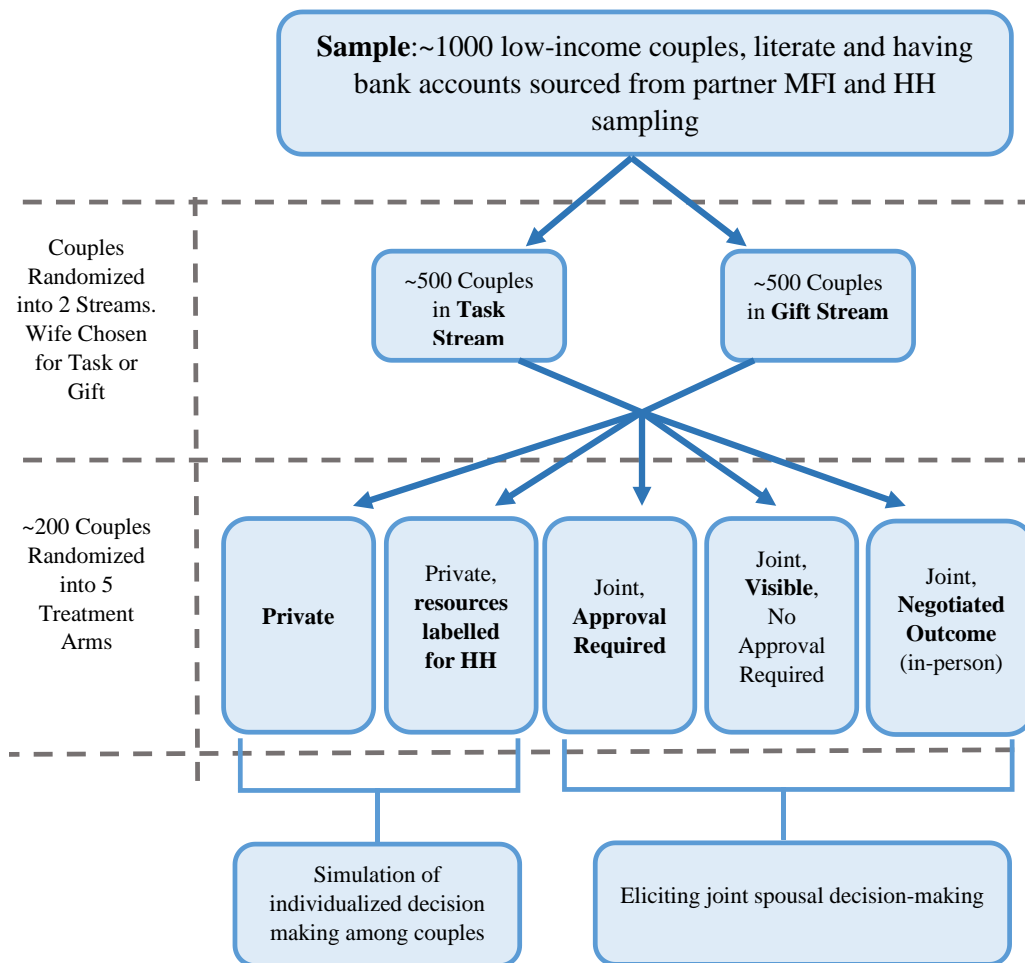 Sample:~1000 low-income couples, literate and having
bank accounts sourced from partner MFI and HH
sampling
Couples
Randomized
into 2 Streams.
Wife Chosen
for Task or
Gift
~500 Couples
in Task
Stream
~500 Couples
in Gift Stream
~200 Couples
Randomized
into 5
Treatment
Arms
Private
Private,
resources
labelled
for HH
Joint,
Approval
Required
Joint,
Visible,
No
Approval
Required
Joint,
Negotiated
Outcome
(in-person)
Simulation of
individualized decision
making among couples
Eliciting joint spousal decision-making